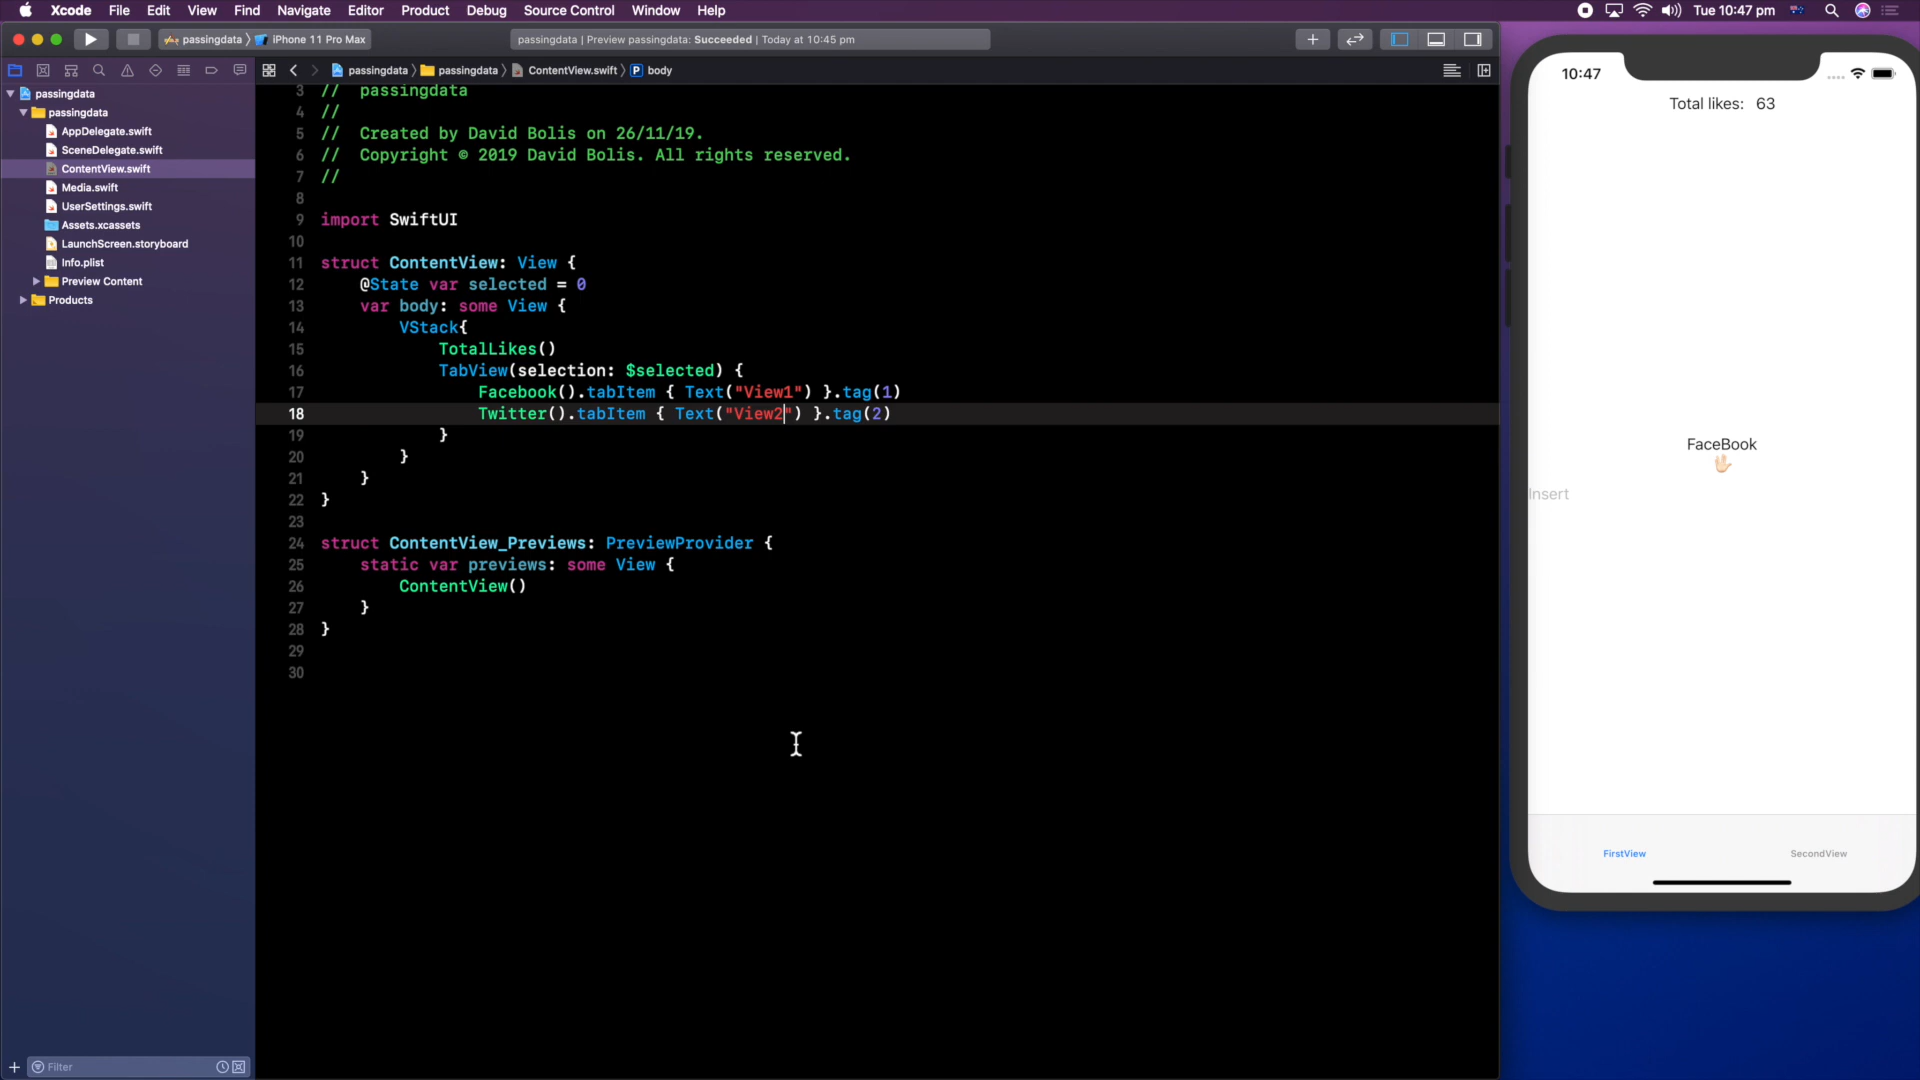 Xcode File Edit View Find Navigate Editor Product Debug Source Control Window Help
Tue 10:47 pm
passingdata iPhone 11 Pro Max
passingdata | Preview passingdata: Succeeded | Today at 10:45 pm
passingdata passingdata ContentView.swift body
passingdata
passingdata
AppDelegate.swift
SceneDelegate.swift
ContentView.swift
Media.swift
UserSettings.swift
Assets.xcassets
LaunchScreen.storyboard
Info.plist
Preview Content
Products
Filter
3 // passingdata
4 //
5 // Created by David Bolis on 26/11/19.
6 // Copyright © 2019 David Bolis. All rights reserved.
7 //
8
9 import SwiftUI
10
11 struct ContentView: View {
12 @State var selected = 0
13 var body: some View {
14 VStack{
15 TotalLikes()
16 TabView(selection: $selected) {
17 Facebook().tabItem { Text("View1") }.tag(1)
18 Twitter().tabItem { Text("View2") }.tag(2)
19 }
20 }
21 }
22 }
23
24 struct ContentView_Previews: PreviewProvider {
25 static var previews: some View {
26 ContentView()
27 }
28 }
29
30
10:47
Total likes: 63
FaceBook
Insert
FirstView SecondView